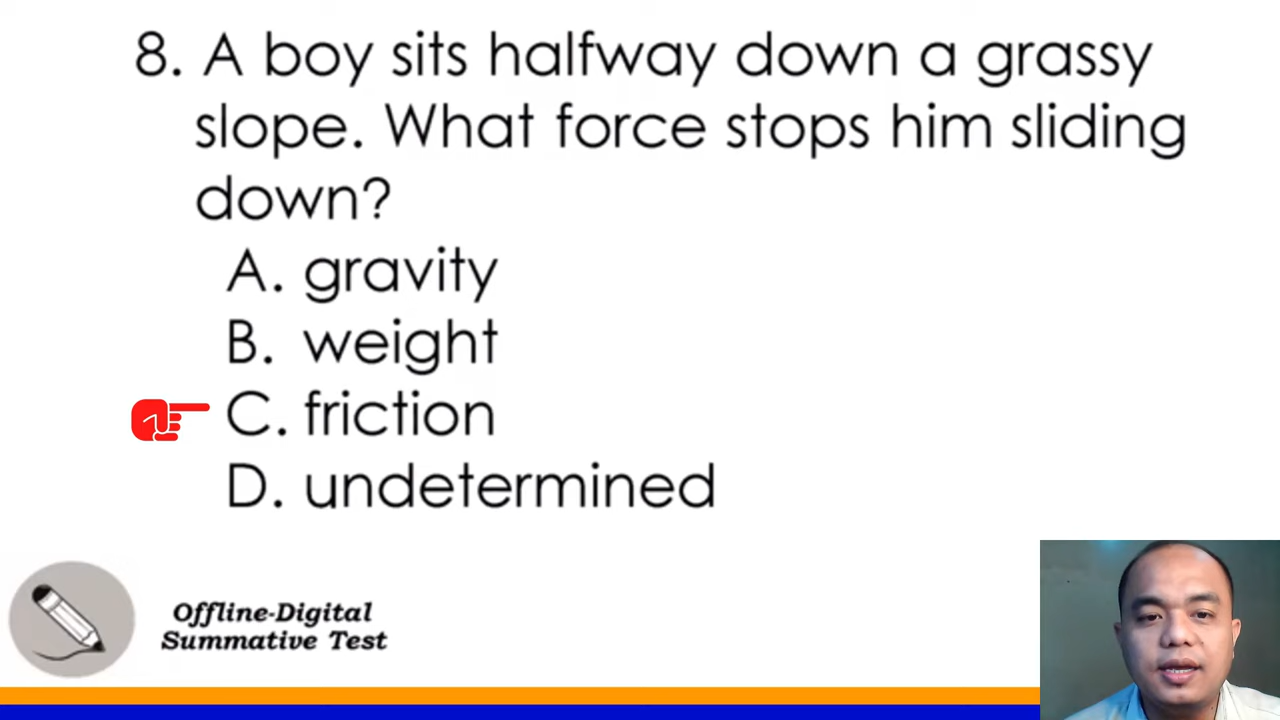 8. A boy sits halfway down a grassy
slope. What force stops him sliding
down?
A. gravity
B. weight
C. friction
D. undetermined
Offline-Digital
Summative Test